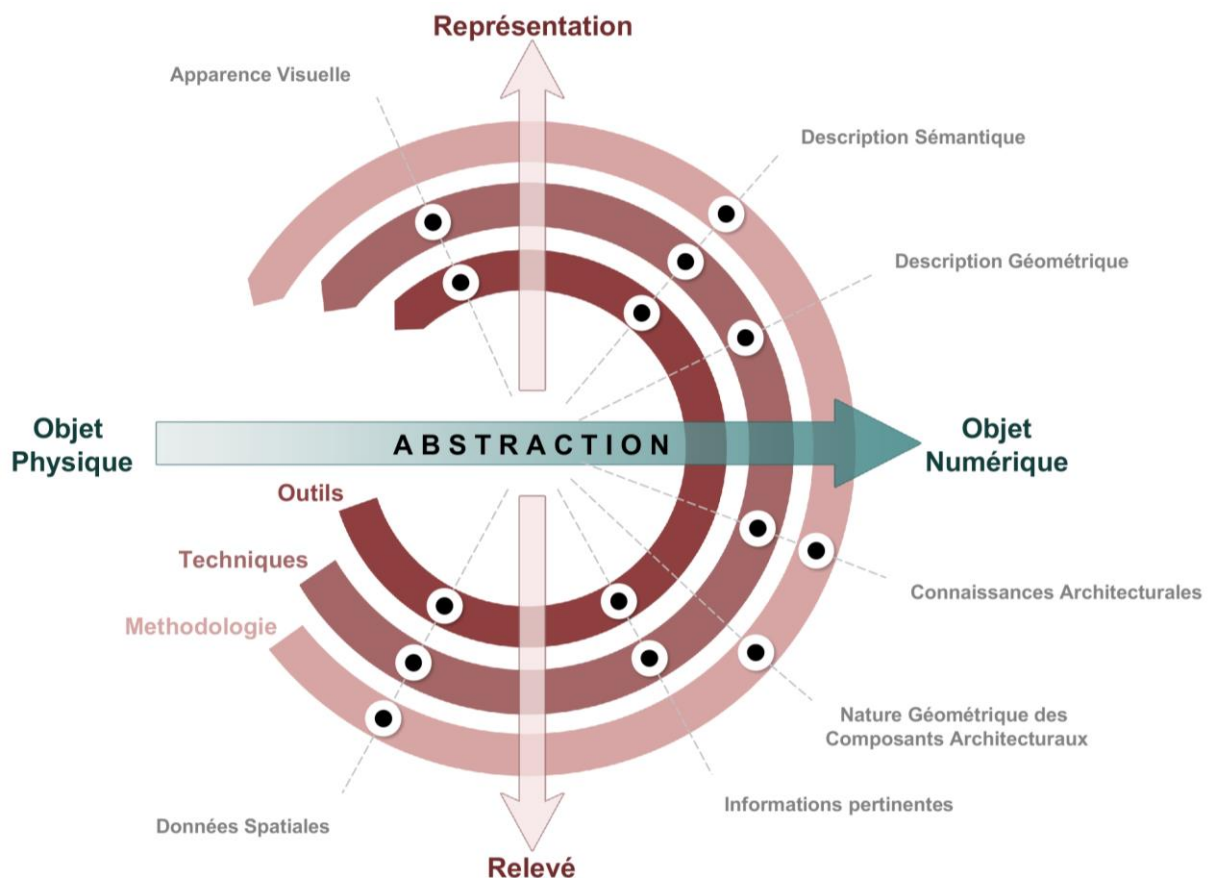 Représentation
Apparence Visuelle
Description Sémantique
Description Géométrique
Objet
Physique
ABSTRACTION
Objet
Numérique
Outils
Techniques
Methodologie
Connaissances Architecturales
Nature Géométrique des
Composants Architecturaux
Informations pertinentes
Données Spatiales
Relevé